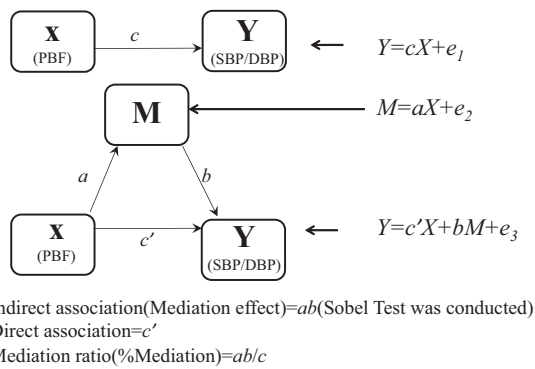 X
(PBF)
c
Y
(SBP/DBP)
Y=cX+e₁
M
M=aX+e₂
a
b
X
(PBF)
c′
Y
(SBP/DBP)
Y=c′X+bM+e₃
ndirect association(Mediation effect)=ab(Sobel Test was conducted)
Direct association=c′
Mediation ratio(%Mediation)=ab/c